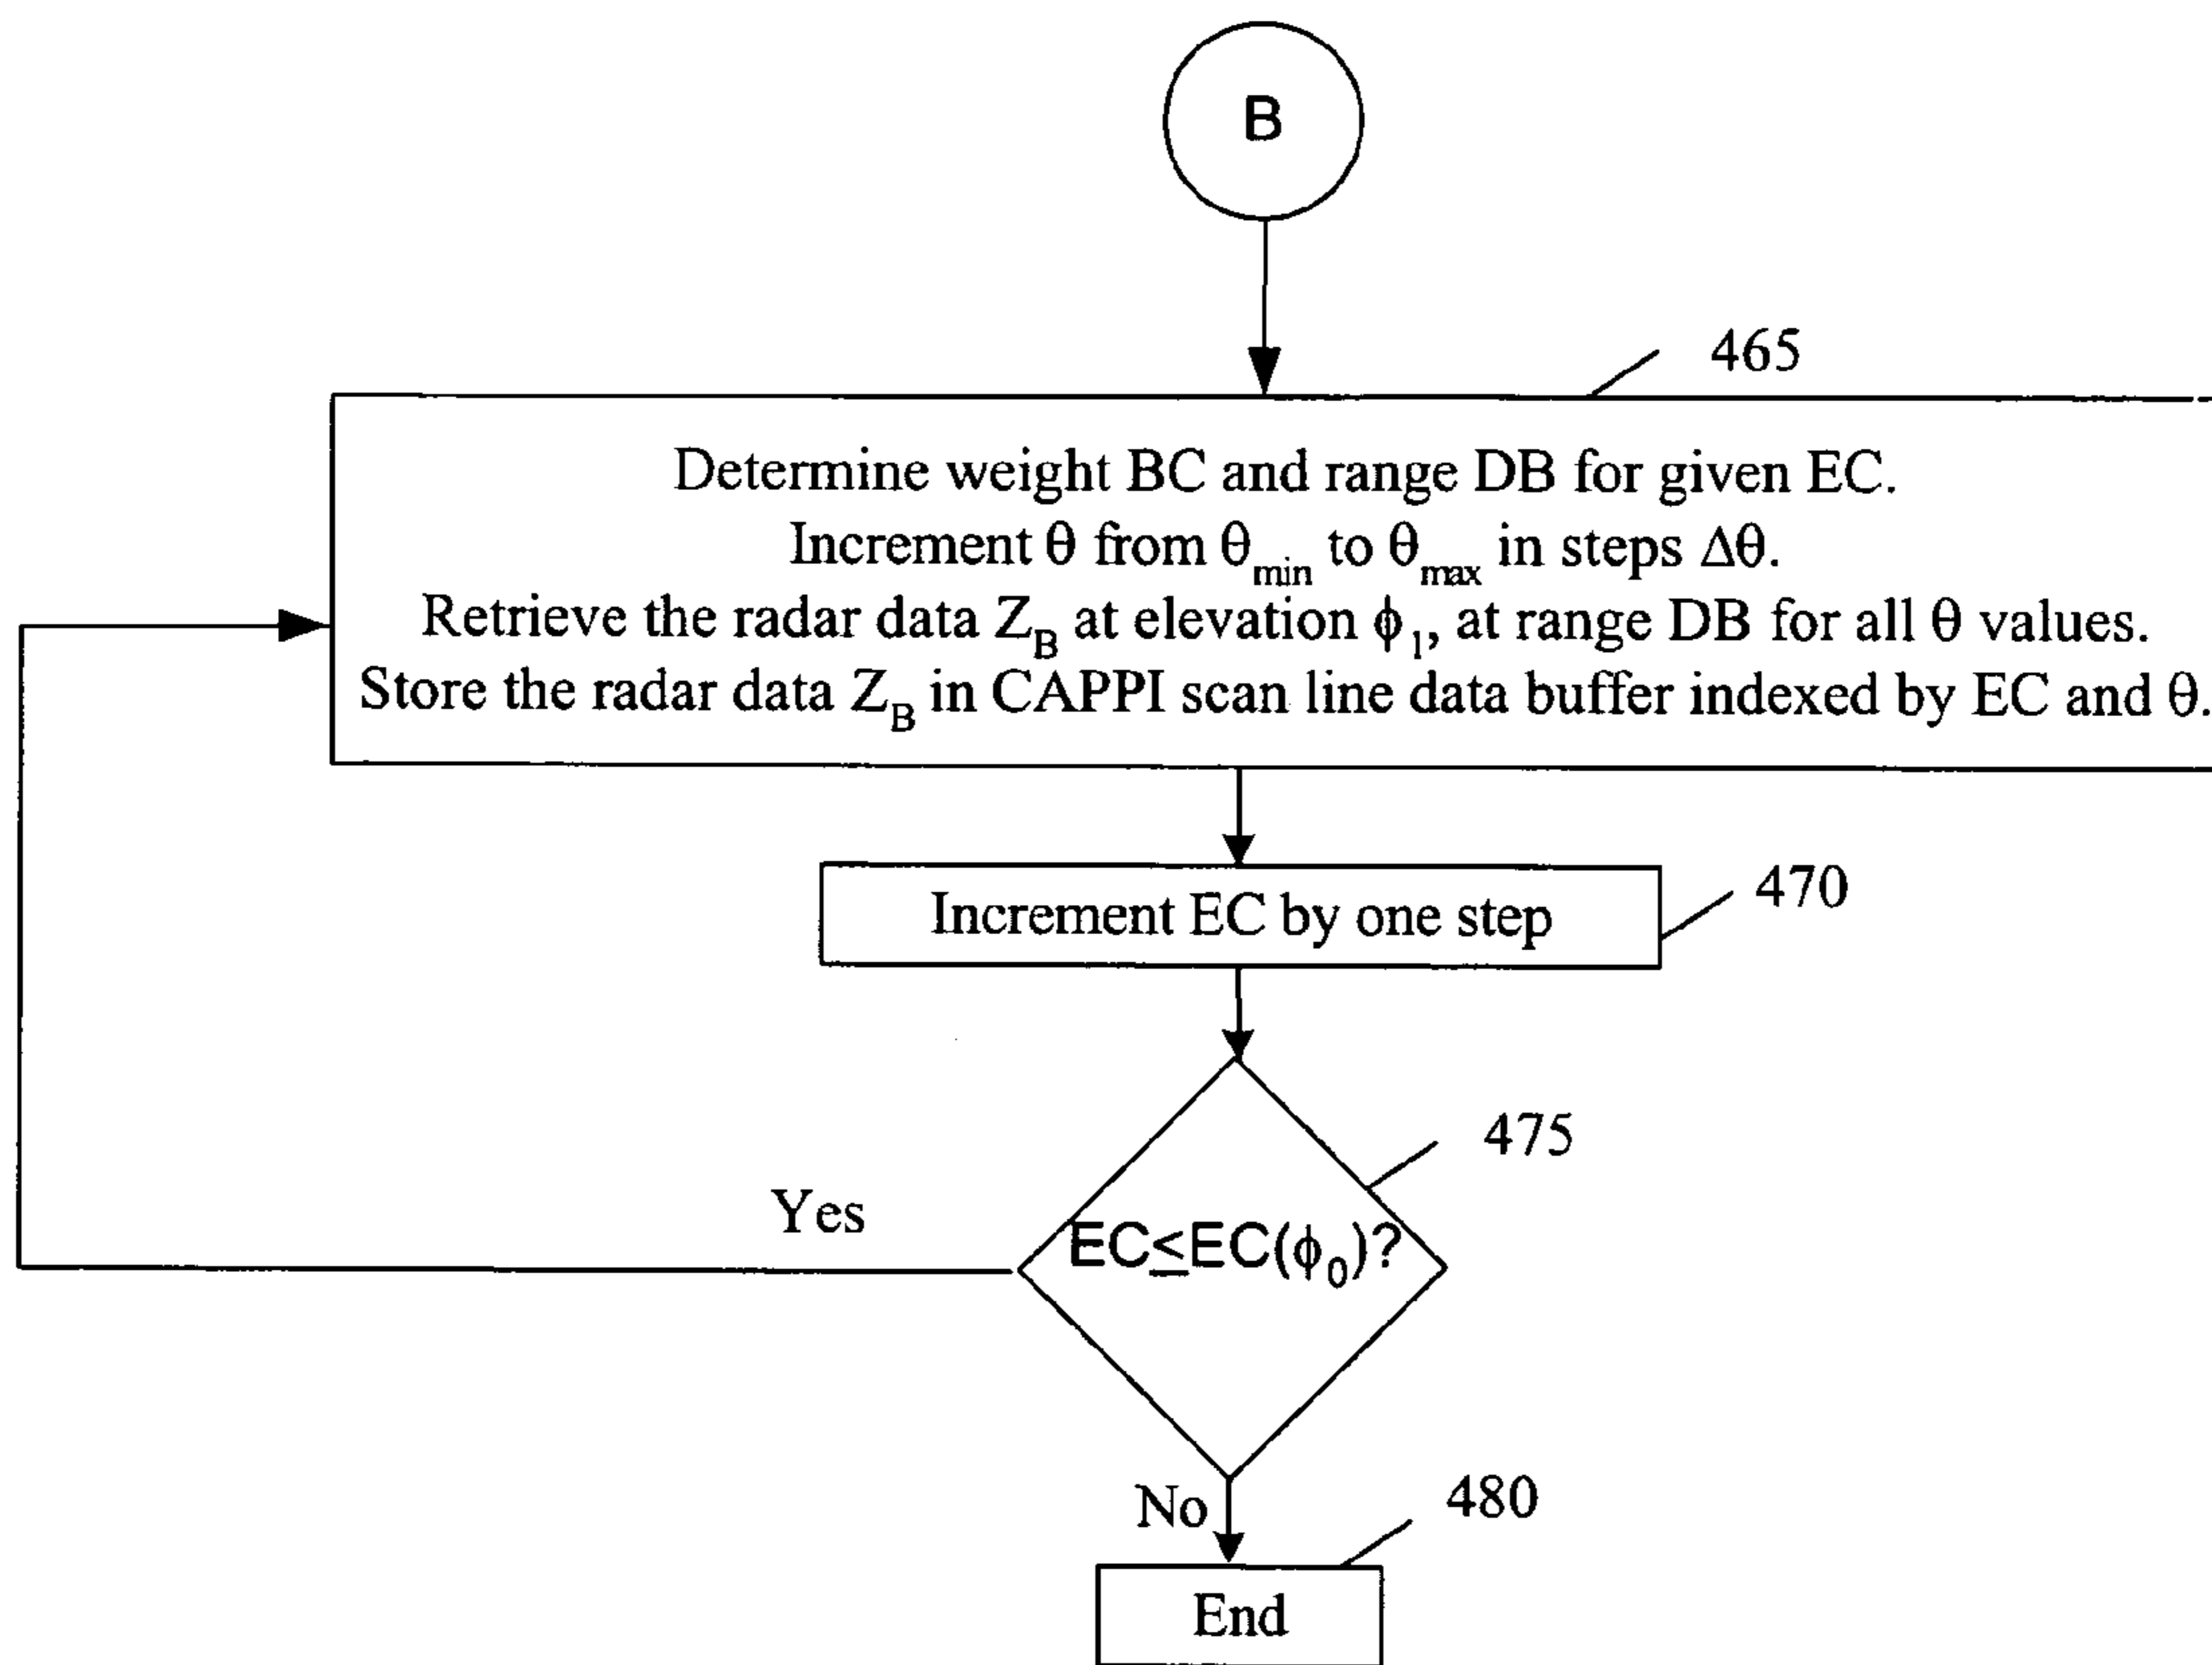 B
465
Determine weight BC and range DB for given EC.
Increment θ from θmin to θmax in steps Δθ.
Retrieve the radar data ZB at elevation ϕ1, at range DB for all θ values.
Store the radar data ZB in CAPPI scan line data buffer indexed by EC and θ.
Increment EC by one step
470
475
Yes
EC≤EC(ϕ0)?
No
480
End